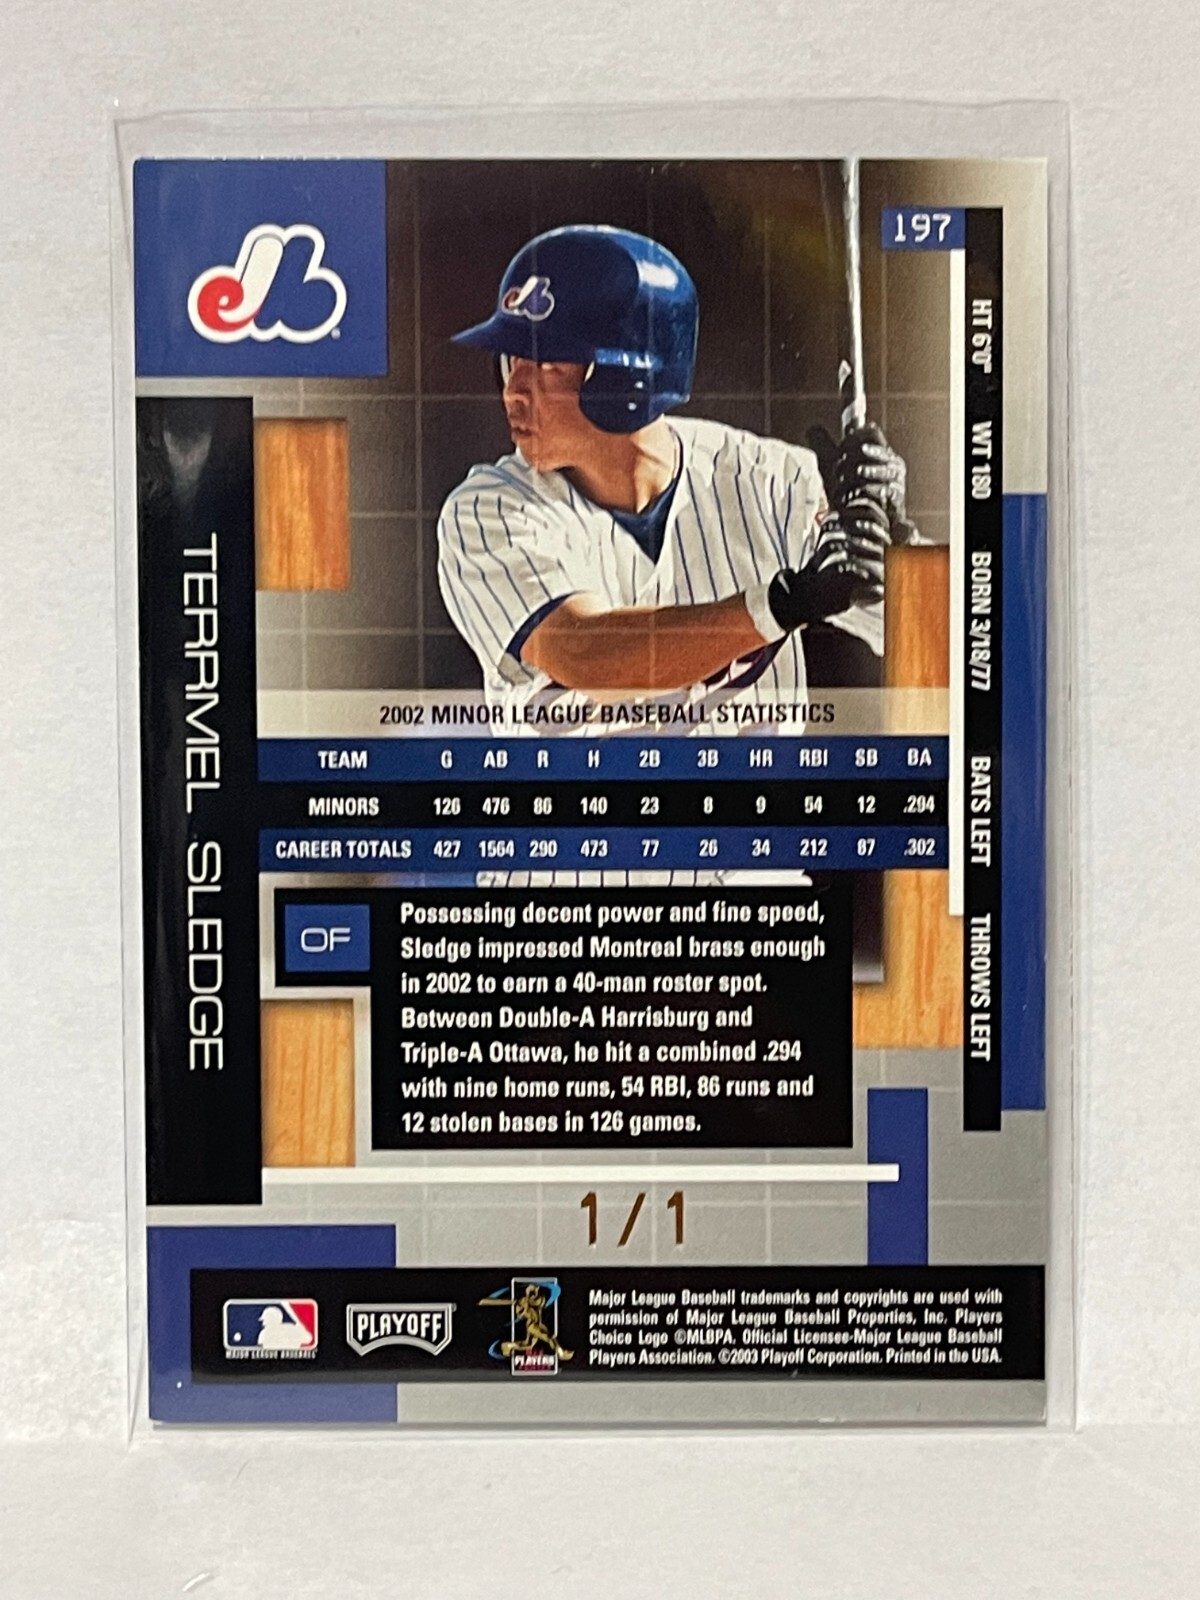 197
HT 6'0" WT 180 BORN 3/18/77 BATS LEFT THROWS LEFT
TERRMEL SLEDGE
2002 MINOR LEAGUE BASEBALL STATISTICS
TEAM G AB R H 2B 3B HR RBI SB BA
MINORS 126 476 86 140 23 8 9 54 12 .294
CAREER TOTALS 427 1564 290 473 77 26 34 212 87 .302
OF
Possessing decent power and fine speed,
Sledge impressed Montreal brass enough
in 2002 to earn a 40-man roster spot.
Between Double-A Harrisburg and
Triple-A Ottawa, he hit a combined .294
with nine home runs, 54 RBI, 86 runs and
12 stolen bases in 126 games.
1/1
MAJOR LEAGUE BASEBALL
PLAYOFF
PLAYERS
Major League Baseball trademarks and copyrights are used with
permission of Major League Baseball Properties, Inc. Players
Choice Logo ©MLBPA. Official Licensee-Major League Baseball
Players Association. ©2003 Playoff Corporation. Printed in the USA.